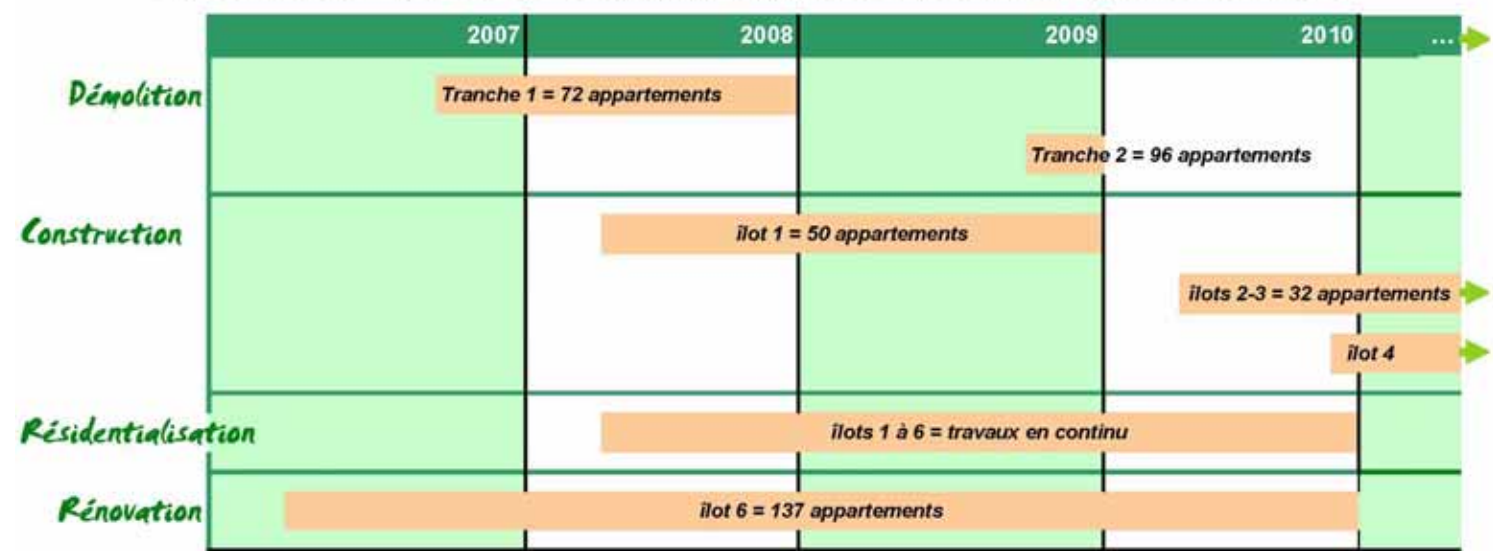 2007 2008 2009 2010 ...
Démolition
Tranche 1 = 72 appartements
Tranche 2 = 96 appartements
Construction
îlot 1 = 50 appartements
îlots 2-3 = 32 appartements
îlot 4
Résidentialisation
îlots 1 à 6 = travaux en continu
Rénovation
îlot 6 = 137 appartements